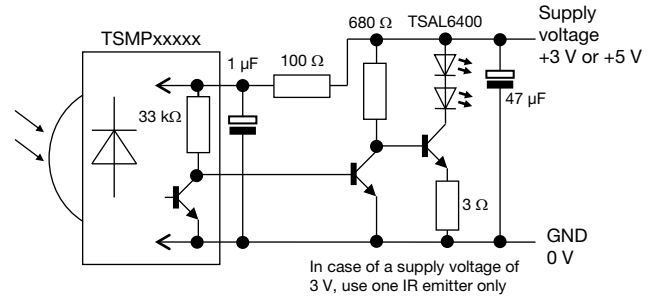 TSMPxxxxx
1 µF
100 Ω
680 Ω
TSAL6400
Supply
voltage
+3 V or +5 V
33 kΩ
47 µF
3 Ω
GND
0 V
In case of a supply voltage of
3 V, use one IR emitter only